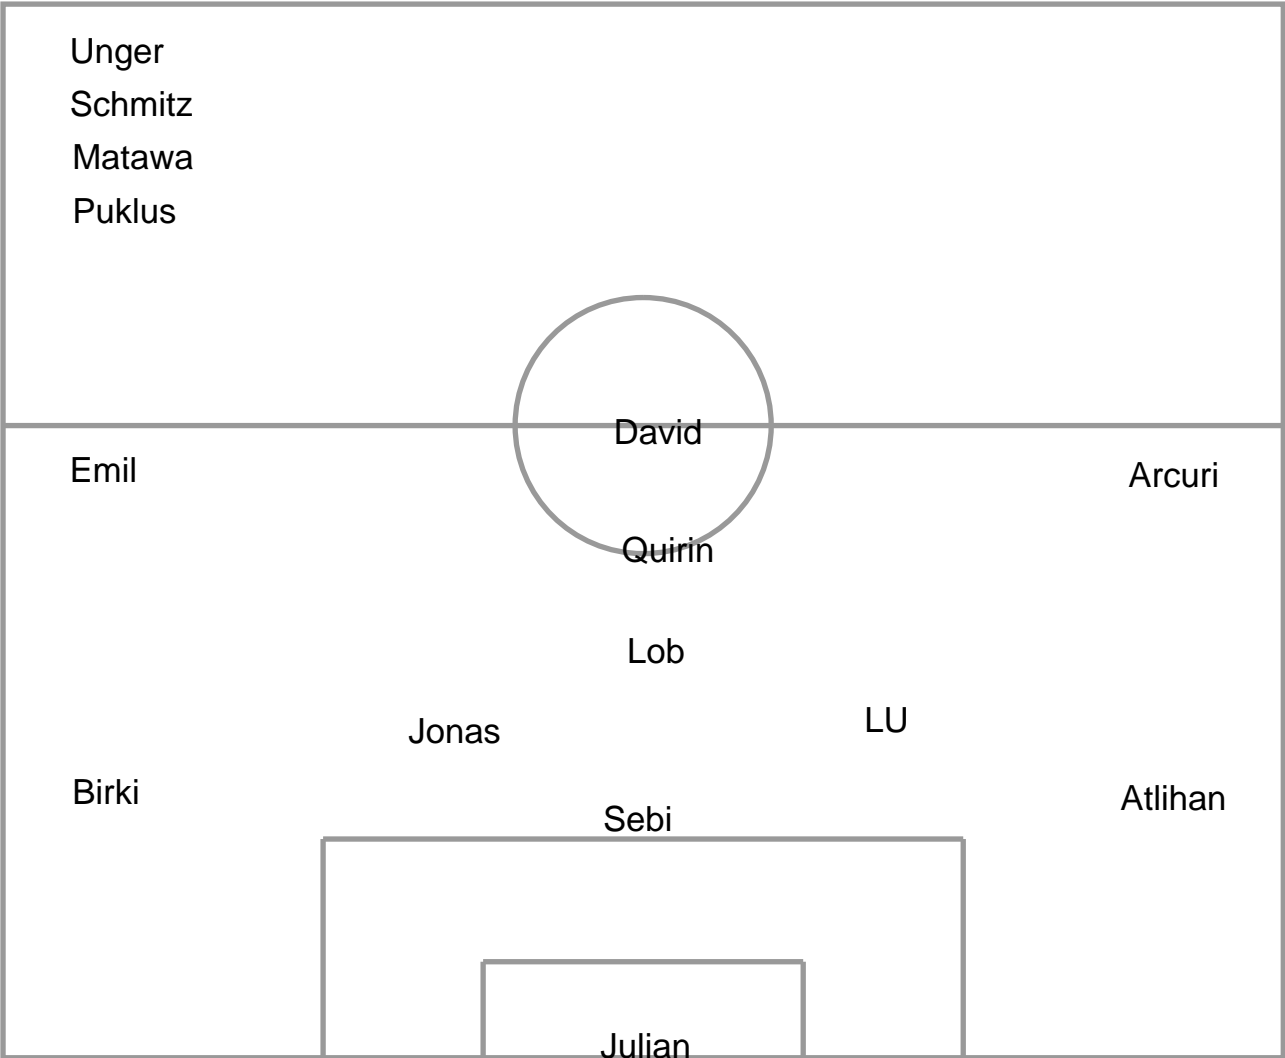 Unger
Schmitz
Matawa
Puklus
David
Emil
Arcuri
Quirin
Lob
LU
Jonas
Birki
Atlihan
Sebi
Julian